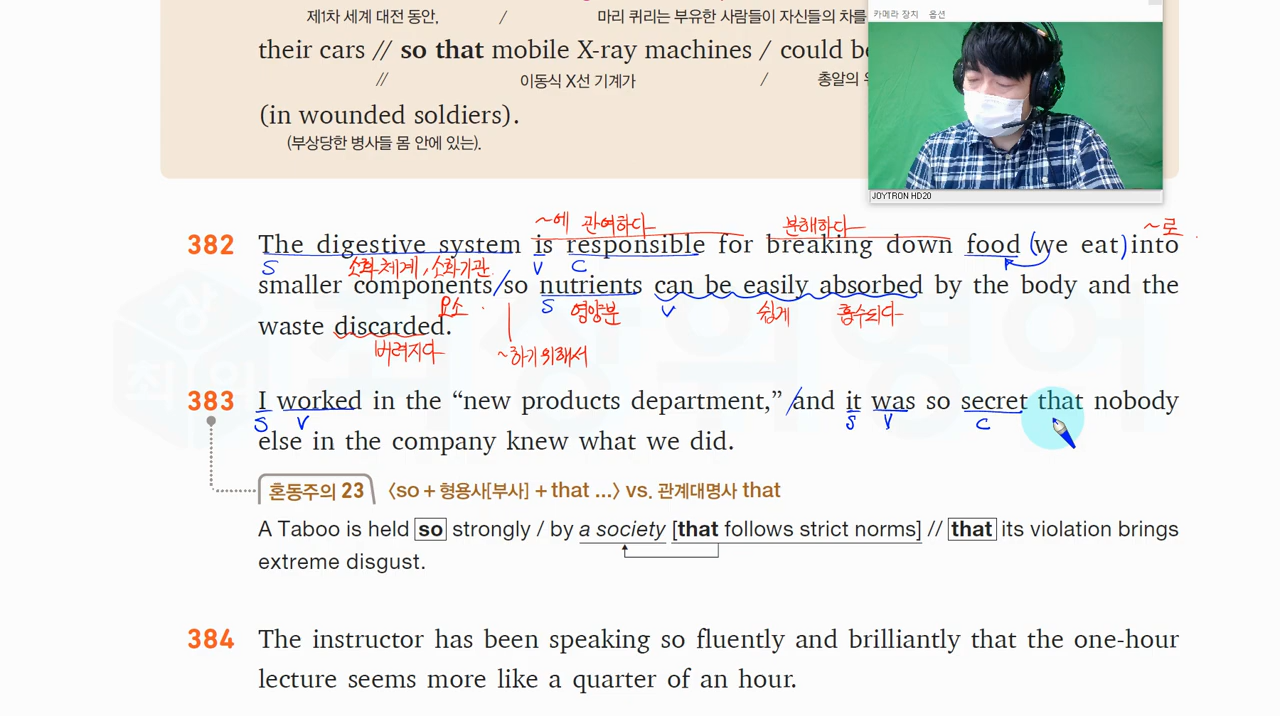 제1차 세계 대전 동안, / 마리 퀴리는 부유한 사람들이 자신들의 차를
카메라 장치 옵션
their cars // so that mobile X-ray machines / could be
// 이동식 X선 기계가 / 총알의
(in wounded soldiers).
(부상당한 병사들 몸 안에 있는).
JOYTRON HD20
~에 관여하다 분해하다 ~로
382 The digestive system is responsible for breaking down food (we eat) into
S 소화체계, 소화기관 V C
smaller components / so nutrients can be easily absorbed by the body and the
요소 S 영양분 V 쉽게 흡수되다
waste discarded.
버려지다 ~하기위해서
383 I worked in the “new products department,” / and it was so secret that nobody
S V S V C
else in the company knew what we did.
혼동주의 23 〈so + 형용사[부사] + that ...〉 vs. 관계대명사 that
A Taboo is held so strongly / by a society [that follows strict norms] // that its violation brings
extreme disgust.
384 The instructor has been speaking so fluently and brilliantly that the one-hour
lecture seems more like a quarter of an hour.